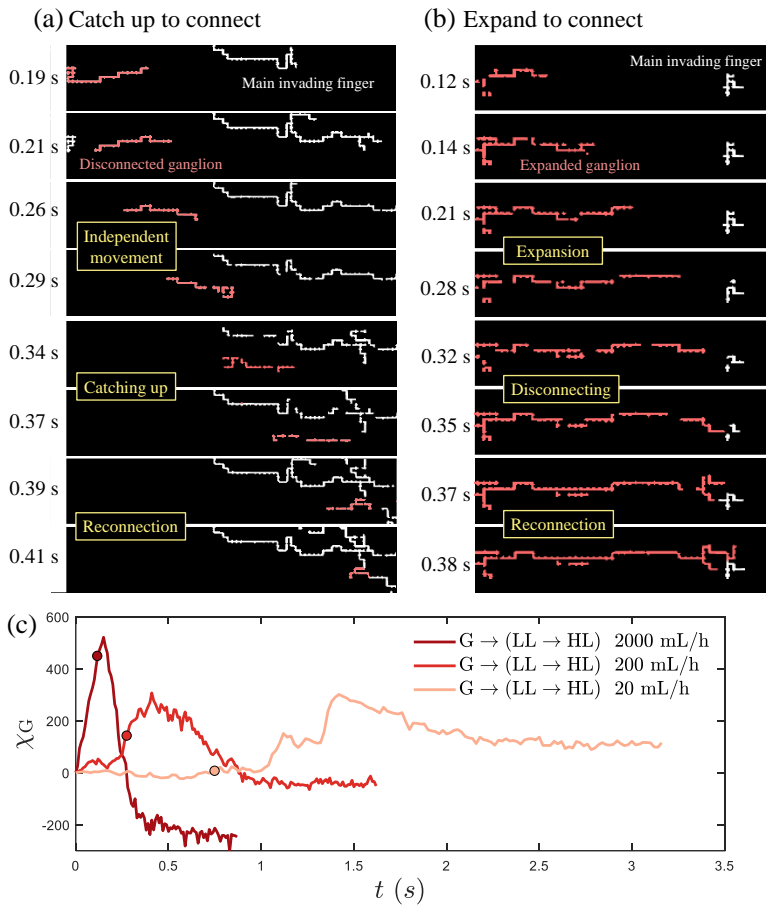 (a) Catch up to connect
0.19 s
Main invading finger
0.21 s
Disconnected ganglion
0.26 s
Independent
movement
0.29 s
0.34 s
Catching up
0.37 s
0.39 s
Reconnection
0.41 s
(b) Expand to connect
0.12 s
Main invading finger
0.14 s
Expanded ganglion
0.21 s
Expansion
0.28 s
0.32 s
Disconnecting
0.35 s
0.37 s
Reconnection
0.38 s
(c)
600
400
200
0
-200
χG
G → (LL → HL) 2000 mL/h
G → (LL → HL) 200 mL/h
G → (LL → HL) 20 mL/h
0 0.5 1 1.5 2 2.5 3 3.5
t (s)